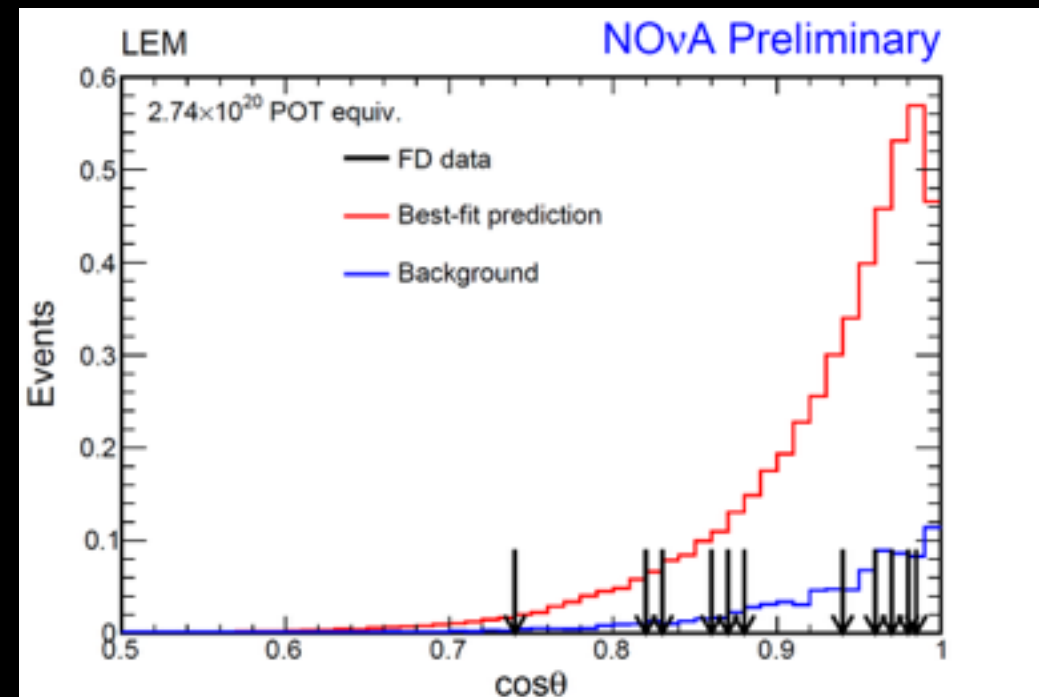 LEM NOνA Preliminary
0.6
2.74×10²⁰ POT equiv.
FD data
0.5
Best-fit prediction
0.4
Background
Events
0.3
0.2
0.1
0
0.5 0.6 0.7 0.8 0.9 1
cosθ